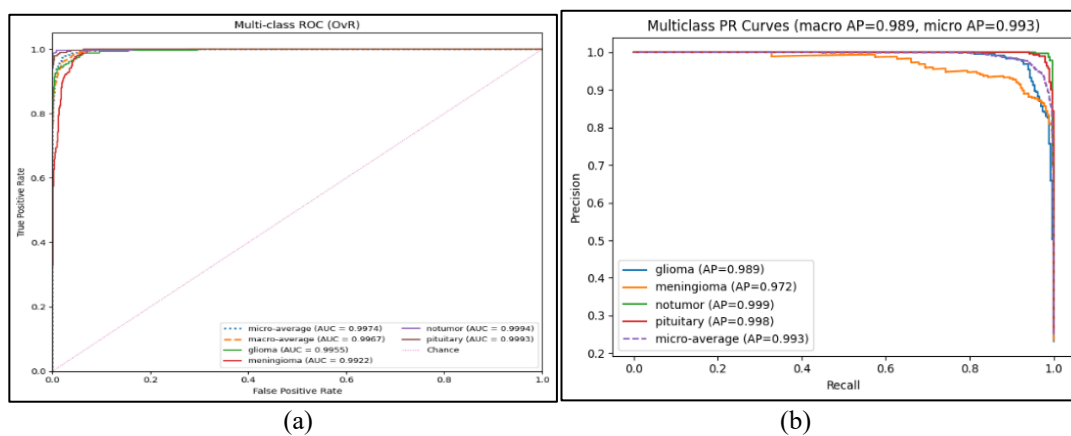 Multi-class ROC (OvR)
1.0
0.8
0.6
0.4
0.2
0.0
True Positive Rate
micro-average (AUC = 0.9974)
macro-average (AUC = 0.9967)
glioma (AUC = 0.9955)
meningioma (AUC = 0.9922)
notumor (AUC = 0.9994)
pituitary (AUC = 0.9993)
Chance
0.0 0.2 0.4 0.6 0.8 1.0
False Positive Rate
(a)
Multiclass PR Curves (macro AP=0.989, micro AP=0.993)
1.0
0.9
0.8
0.7
0.6
0.5
0.4
0.3
0.2
Precision
glioma (AP=0.989)
meningioma (AP=0.972)
notumor (AP=0.999)
pituitary (AP=0.998)
micro-average (AP=0.993)
0.0 0.2 0.4 0.6 0.8 1.0
Recall
(b)